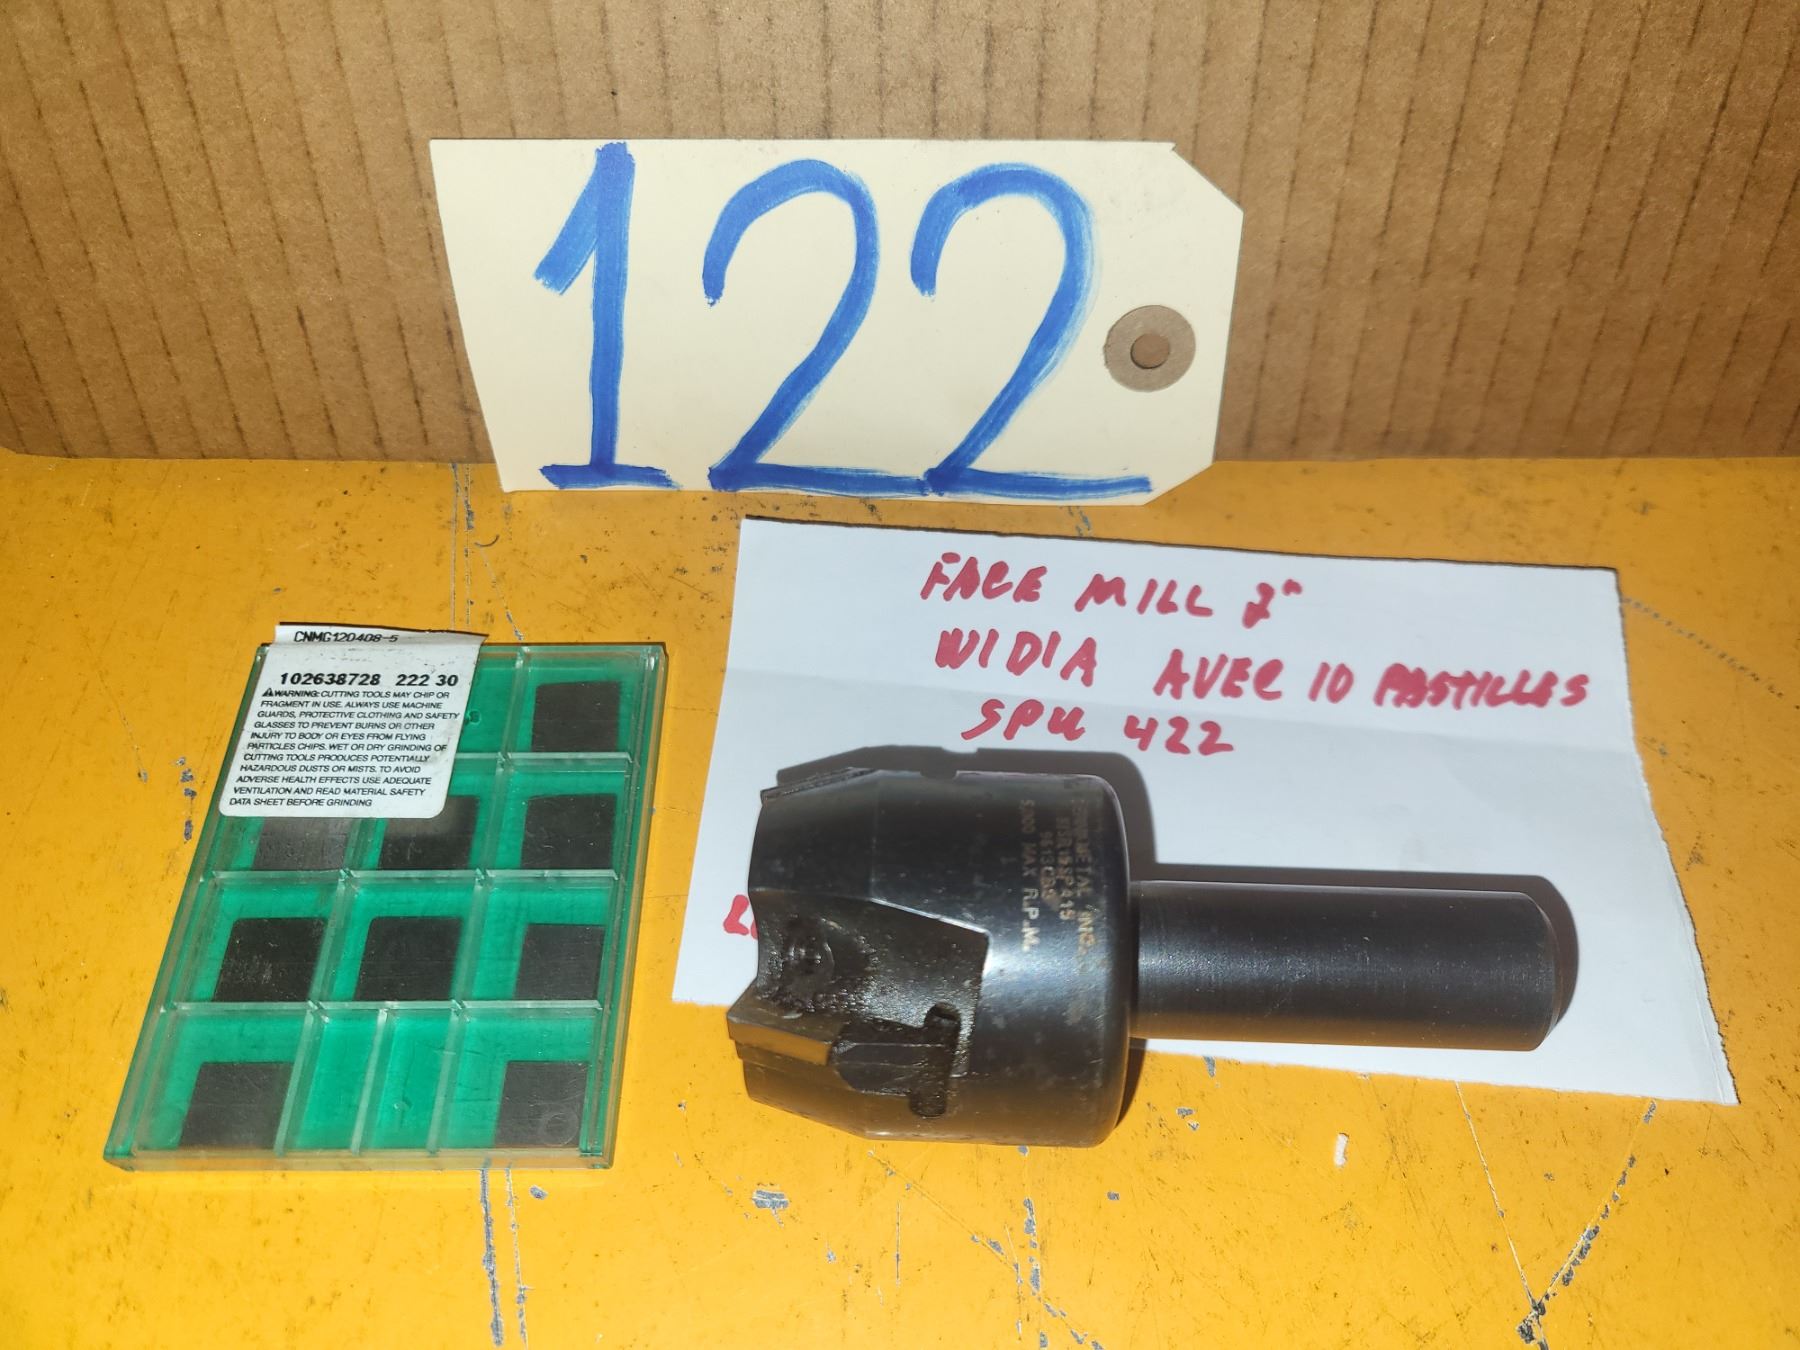 122
FACE MILL 2"
WIDIA AVEC 10 PASTILLES
SPU 422
CNMG120408-5
102638728 222 30
⚠WARNING: CUTTING TOOLS MAY CHIP OR
FRAGMENT IN USE. ALWAYS USE MACHINE
GUARDS, PROTECTIVE CLOTHING AND SAFETY
GLASSES TO PREVENT BURNS OR OTHER
INJURY TO BODY OR EYES FROM FLYING
PARTICLES CHIPS. WET OR DRY GRINDING OF
CUTTING TOOLS PRODUCES POTENTIALLY
HAZARDOUS DUSTS OR MISTS. TO AVOID
ADVERSE HEALTH EFFECTS USE ADEQUATE
VENTILATION AND READ MATERIAL SAFETY
DATA SHEET BEFORE GRINDING
INC.
5,000 MAX R.P.M.